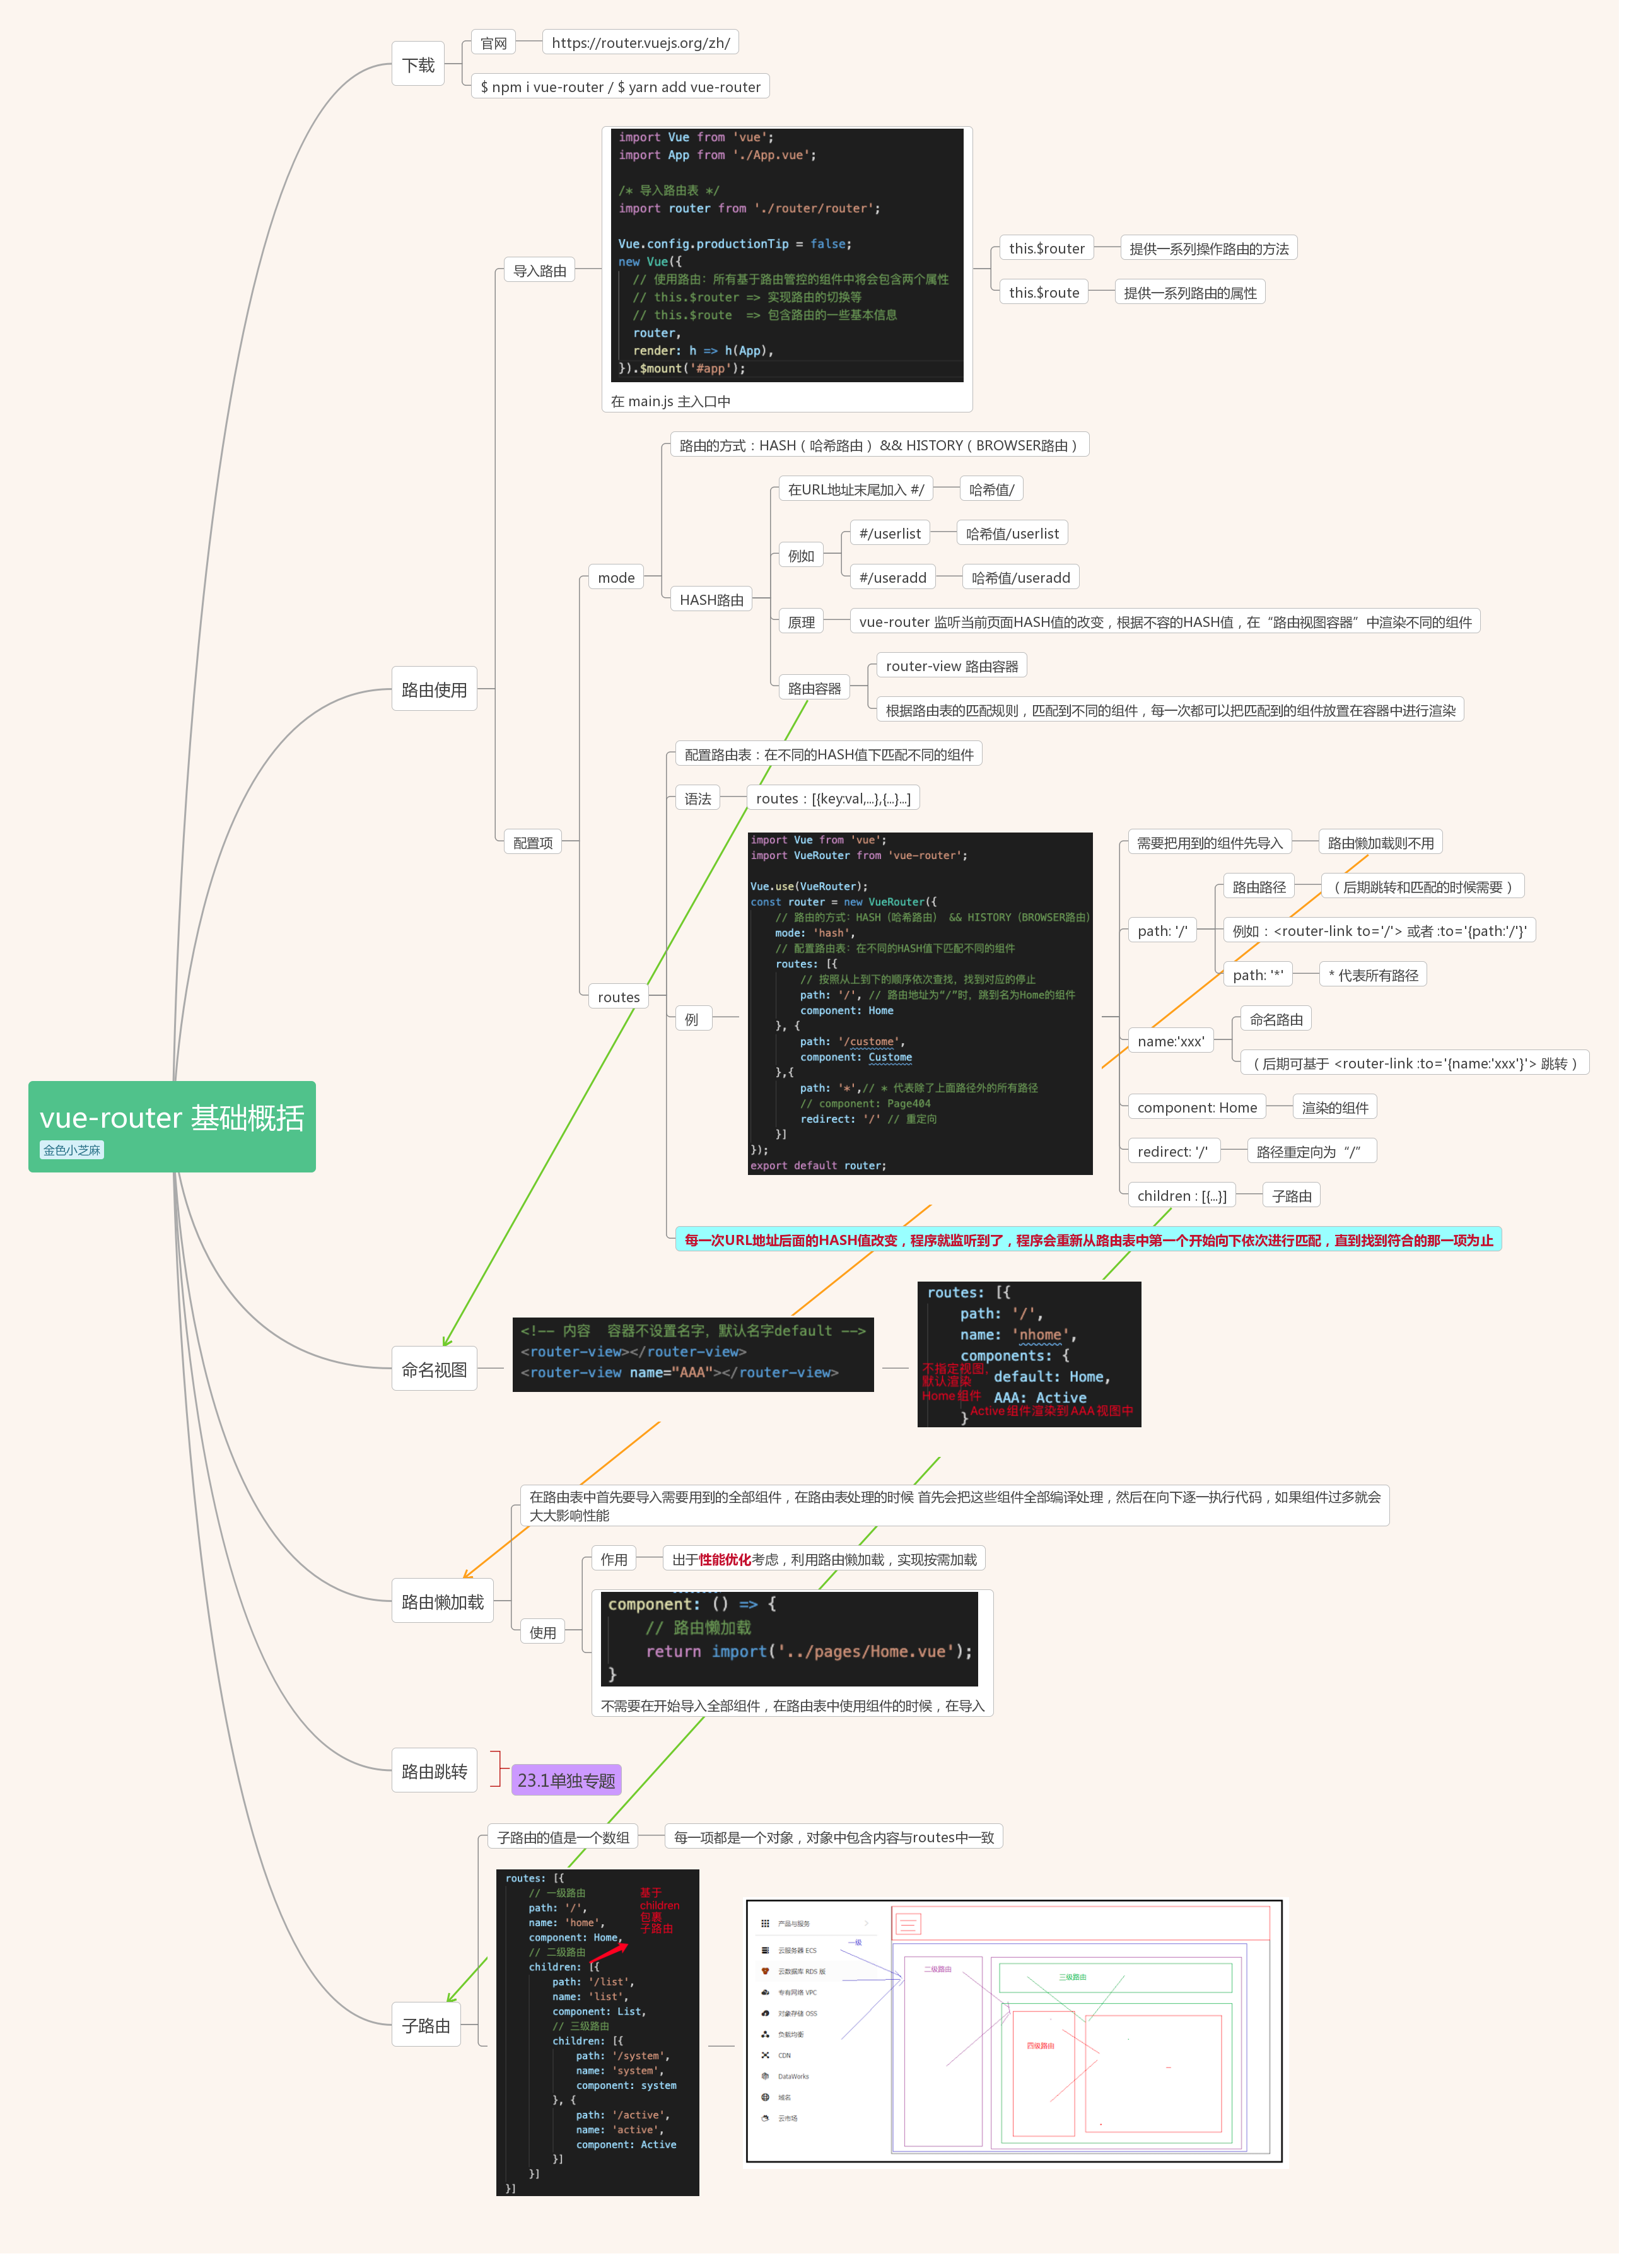 vue-router 基础概括
金色小芝麻
下载
官网
https://router.vuejs.org/zh/
$ npm i vue-router / $ yarn add vue-router
路由使用
导入路由
import Vue from 'vue';
import App from './App.vue';
/* 导入路由表 */
import router from './router/router';
Vue.config.productionTip = false;
new Vue({
// 使用路由：所有基于路由管控的组件中将会包含两个属性
// this.$router => 实现路由的切换等
// this.$route => 包含路由的一些基本信息
router,
render: h => h(App),
}).$mount('#app');
在 main.js 主入口中
this.$router
提供一系列操作路由的方法
this.$route
提供一系列路由的属性
配置项
mode
路由的方式：HASH（哈希路由） && HISTORY（BROWSER路由）
HASH路由
在URL地址末尾加入 #/
哈希值/
例如
#/userlist
哈希值/userlist
#/useradd
哈希值/useradd
原理
vue-router 监听当前页面HASH值的改变，根据不容的HASH值，在“路由视图容器”中渲染不同的组件
路由容器
router-view 路由容器
根据路由表的匹配规则，匹配到不同的组件，每一次都可以把匹配到的组件放置在容器中进行渲染
routes
配置路由表：在不同的HASH值下匹配不同的组件
语法
routes：[{key:val,...},{...}...]
例
import Vue from 'vue';
import VueRouter from 'vue-router';
Vue.use(VueRouter);
const router = new VueRouter({
// 路由的方式：HASH（哈希路由） && HISTORY（BROWSER路由）
mode: 'hash',
// 配置路由表：在不同的HASH值下匹配不同的组件
routes: [{
// 按照从上到下的顺序依次查找，找到对应的停止
path: '/', // 路由地址为“/”时，跳到名为Home的组件
component: Home
}, {
path: '/custome',
component: Custome
},{
path: '*',// * 代表除了上面路径外的所有路径
// component: Page404
redirect: '/' // 重定向
}]
});
export default router;
需要把用到的组件先导入
路由懒加载则不用
path: '/'
路由路径
（后期跳转和匹配的时候需要）
例如：<router-link to='/'> 或者 :to='{path:'/'}'
path: '*'
* 代表所有路径
name:'xxx'
命名路由
（后期可基于 <router-link :to='{name:'xxx'}'> 跳转）
component: Home
渲染的组件
redirect: '/'
路径重定向为“/”
children : [{...}]
子路由
每一次URL地址后面的HASH值改变，程序就监听到了，程序会重新从路由表中第一个开始向下依次进行匹配，直到找到符合的那一项为止
命名视图
<!-- 内容 容器不设置名字，默认名字default -->
<router-view></router-view>
<router-view name="AAA"></router-view>
routes: [{
path: '/',
name: 'nhome',
components: {
不指定视图，
默认渲染
Home组件
default: Home,
AAA: Active
Active组件渲染到AAA视图中
}
路由懒加载
在路由表中首先要导入需要用到的全部组件，在路由表处理的时候 首先会把这些组件全部编译处理，然后在向下逐一执行代码，如果组件过多就会
大大影响性能
使用
作用
出于性能优化考虑，利用路由懒加载，实现按需加载
component: () => {
// 路由懒加载
return import('../pages/Home.vue');
}
不需要在开始导入全部组件，在路由表中使用组件的时候，在导入
路由跳转
23.1单独专题
子路由
子路由的值是一个数组
每一项都是一个对象，对象中包含内容与routes中一致
routes: [{
// 一级路由
path: '/',
name: 'home',
component: Home,
// 二级路由
children: [{
path: '/list',
name: 'list',
component: List,
// 三级路由
children: [{
path: '/system',
name: 'system',
component: system
}, {
path: '/active',
name: 'active',
component: Active
}]
}]
}]
基于
children
包裹
子路由
产品与服务
云服务器 ECS
云数据库 RDS 版
专有网络 VPC
对象存储 OSS
负载均衡
CDN
DataWorks
域名
云市场
一级
二级路由
三级路由
四级路由